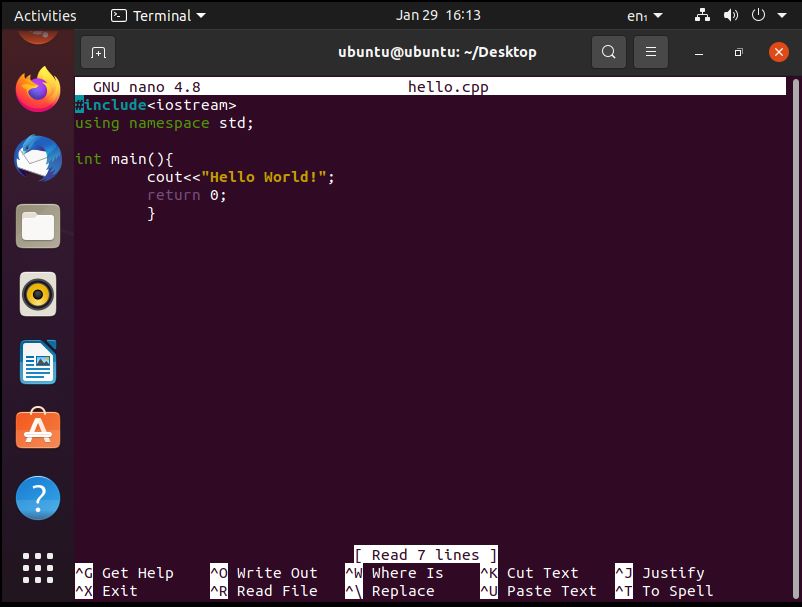 Activities Terminal Jan 29 16:13 en₁
ubuntu@ubuntu: ~/Desktop
GNU nano 4.8 hello.cpp
#include<iostream>
using namespace std;
int main(){
cout<<"Hello World!";
return 0;
}
[ Read 7 lines ]
^G Get Help ^O Write Out ^W Where Is ^K Cut Text ^J Justify
^X Exit ^R Read File ^\ Replace ^U Paste Text ^T To Spell